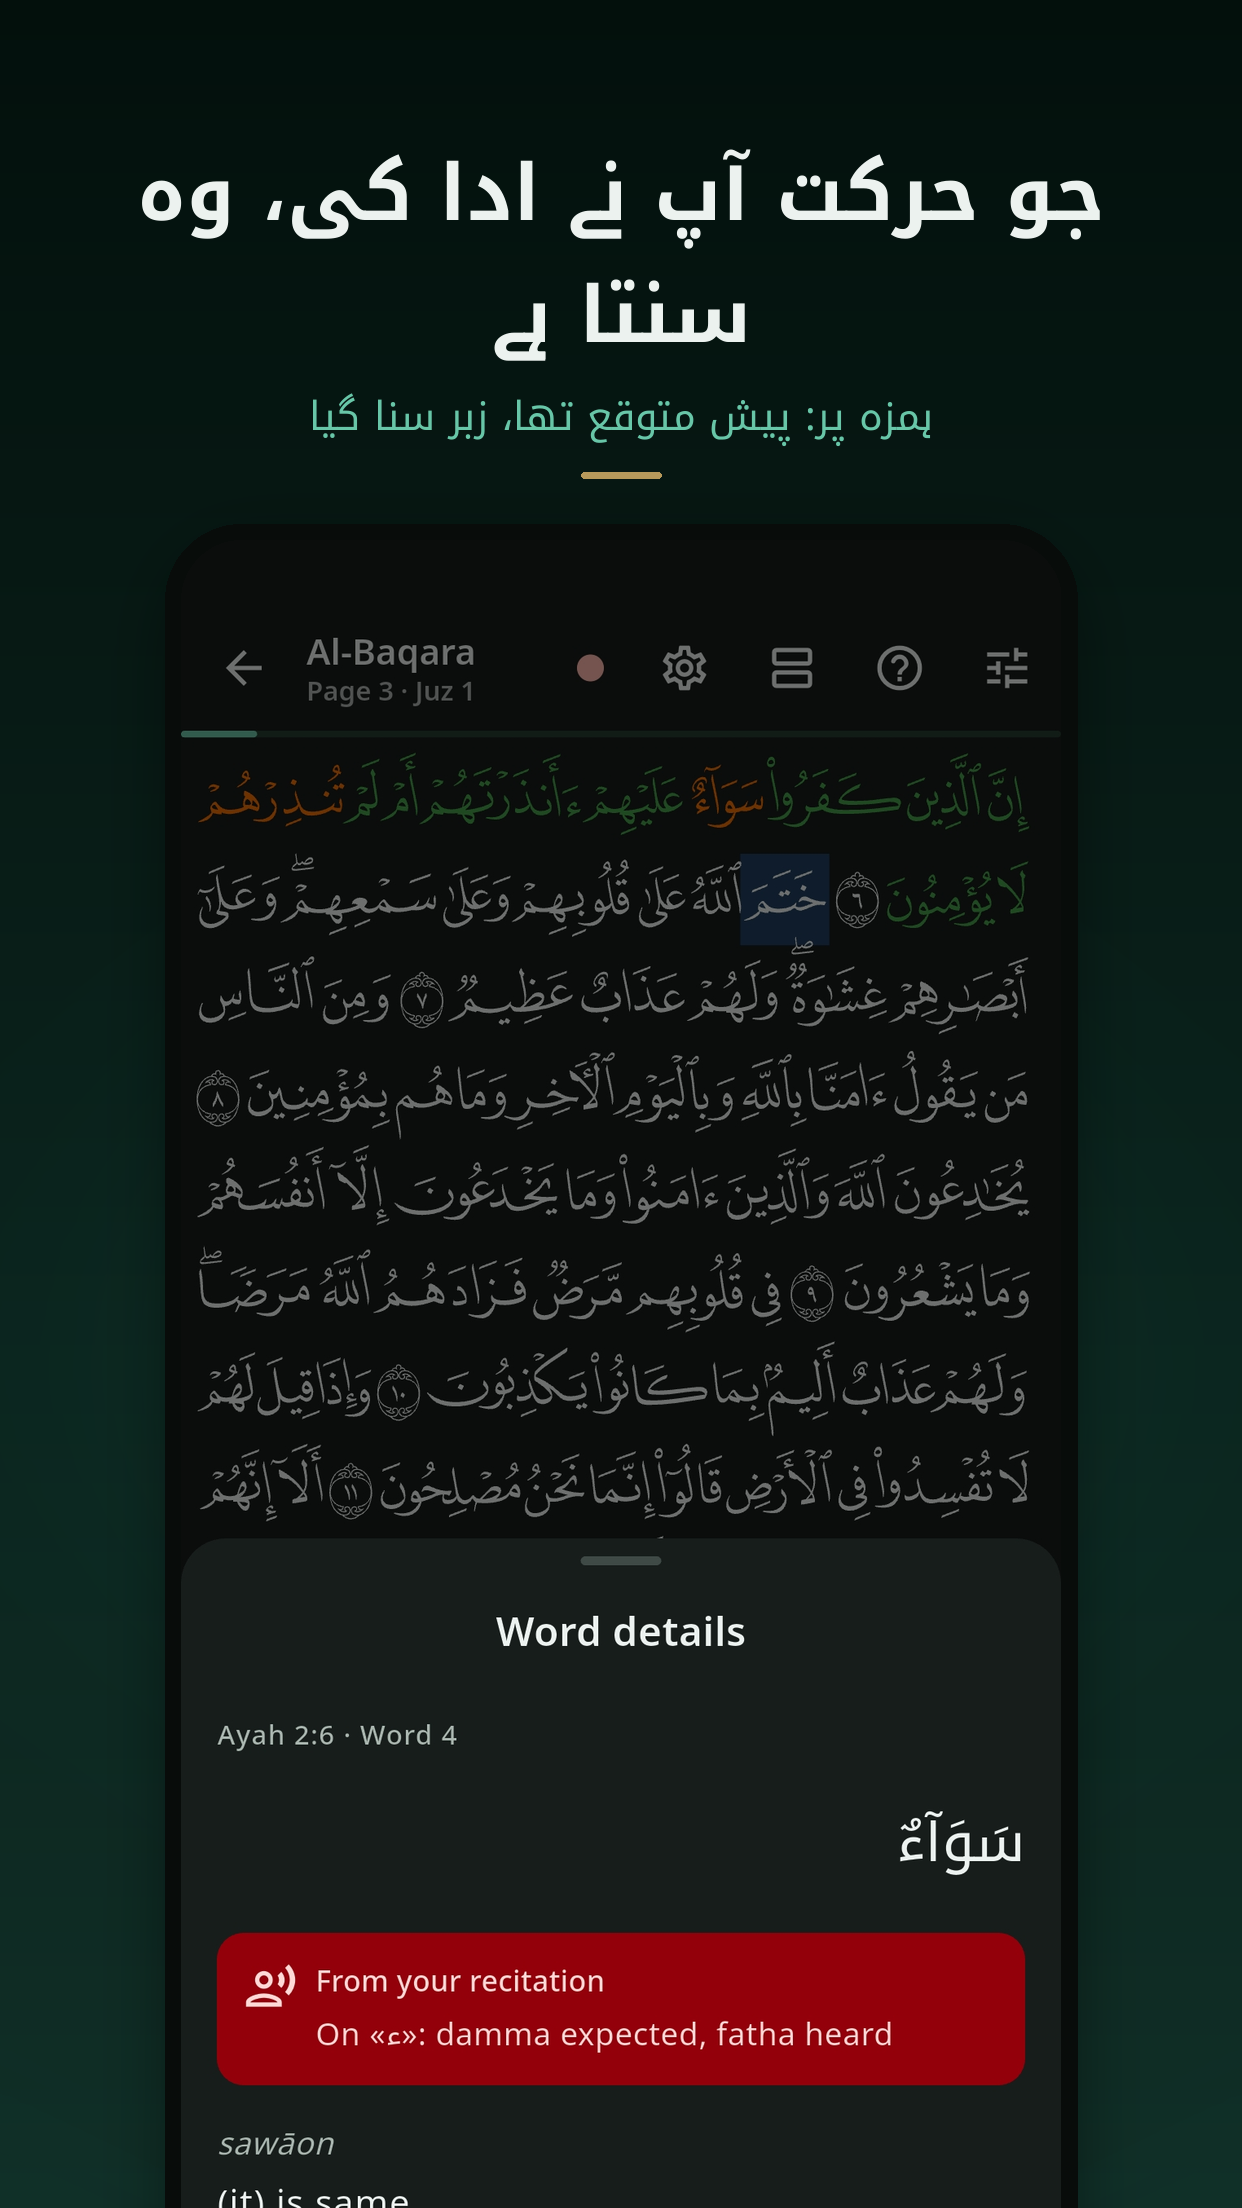 جو حرکت آپ نے ادا کی، وہ
سنتا ہے
ہمزہ پر: پیش متوقع تھا، زبر سنا گیا
Al-Baqara
Page 3 · Juz 1
إِنَّ ٱلَّذِينَ كَفَرُوا۟ سَوَآءٌ عَلَيْهِمْ ءَأَنذَرْتَهُمْ أَمْ لَمْ تُنذِرْهُمْ
لَا يُؤْمِنُونَ ٦ خَتَمَ ٱللَّهُ عَلَىٰ قُلُوبِهِمْ وَعَلَىٰ سَمْعِهِمْ ۖ وَعَلَىٰٓ
أَبْصَـٰرِهِمْ غِشَـٰوَةٌ ۖ وَلَهُمْ عَذَابٌ عَظِيمٌ ٧ وَمِنَ ٱلنَّاسِ
مَن يَقُولُ ءَامَنَّا بِٱللَّهِ وَبِٱلْيَوْمِ ٱلْـَٔاخِرِ وَمَا هُم بِمُؤْمِنِينَ ٨
يُخَـٰدِعُونَ ٱللَّهَ وَٱلَّذِينَ ءَامَنُوا۟ وَمَا يَخْدَعُونَ إِلَّآ أَنفُسَهُمْ
وَمَا يَشْعُرُونَ ٩ فِى قُلُوبِهِم مَّرَضٌ فَزَادَهُمُ ٱللَّهُ مَرَضًا ۖ
وَلَهُمْ عَذَابٌ أَلِيمٌۢ بِمَا كَانُوا۟ يَكْذِبُونَ ١٠ وَإِذَا قِيلَ لَهُمْ
لَا تُفْسِدُوا۟ فِى ٱلْأَرْضِ قَالُوٓا۟ إِنَّمَا نَحْنُ مُصْلِحُونَ ١١ أَلَآ إِنَّهُمْ
Word details
Ayah 2:6 · Word 4
سَوَآءٌ
From your recitation
On «ء»: damma expected, fatha heard
sawāon
(it) is same